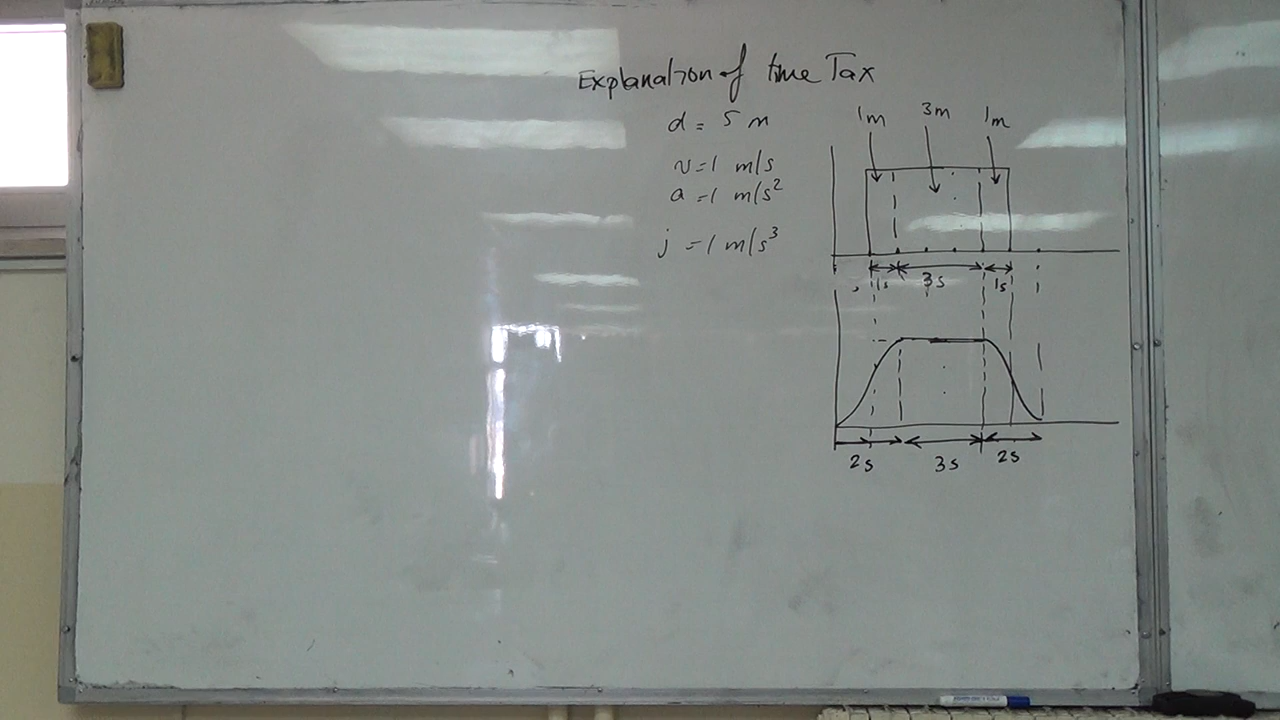 Explanation of time Tax
d = 5 m
v = 1 m/s
a = 1 m/s²
j = 1 m/s³
1m 3m 1m
1s 3s 1s
2s 3s 2s